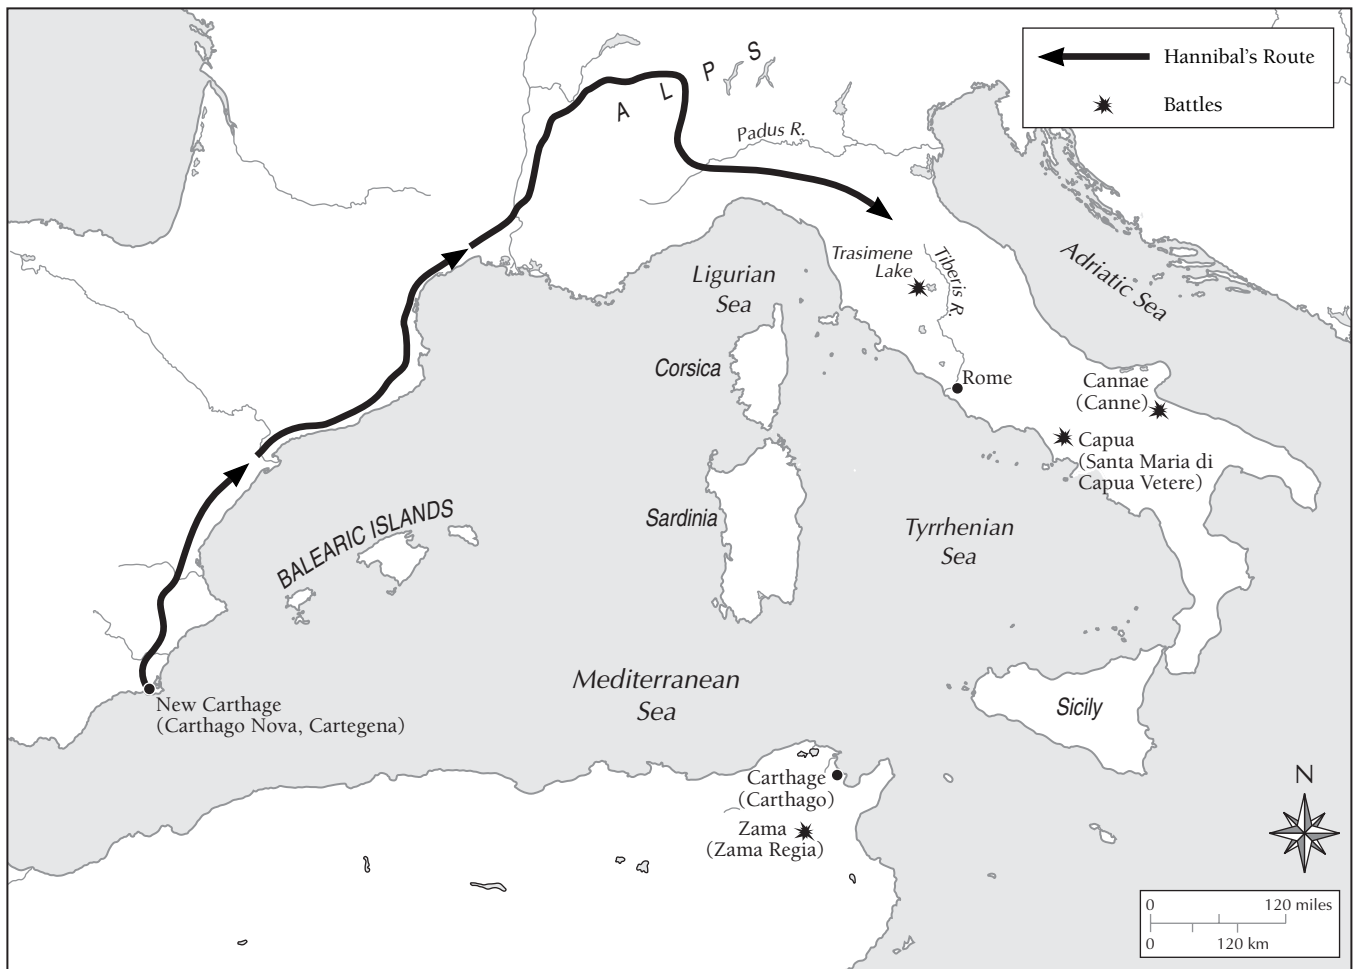 Hannibal's Route
Battles
A L P S
Padus R.
Trasimene
Lake
Tiberis R.
Adriatic Sea
Ligurian
Sea
Corsica
Rome
Cannae
(Canne)
Capua
(Santa Maria di
Capua Vetere)
Sardinia
BALEARIC ISLANDS
Tyrrhenian
Sea
Mediterranean
Sea
New Carthage
(Carthago Nova, Cartegena)
Sicily
Carthage
(Carthago)
Zama
(Zama Regia)
N
0 120 miles
0 120 km